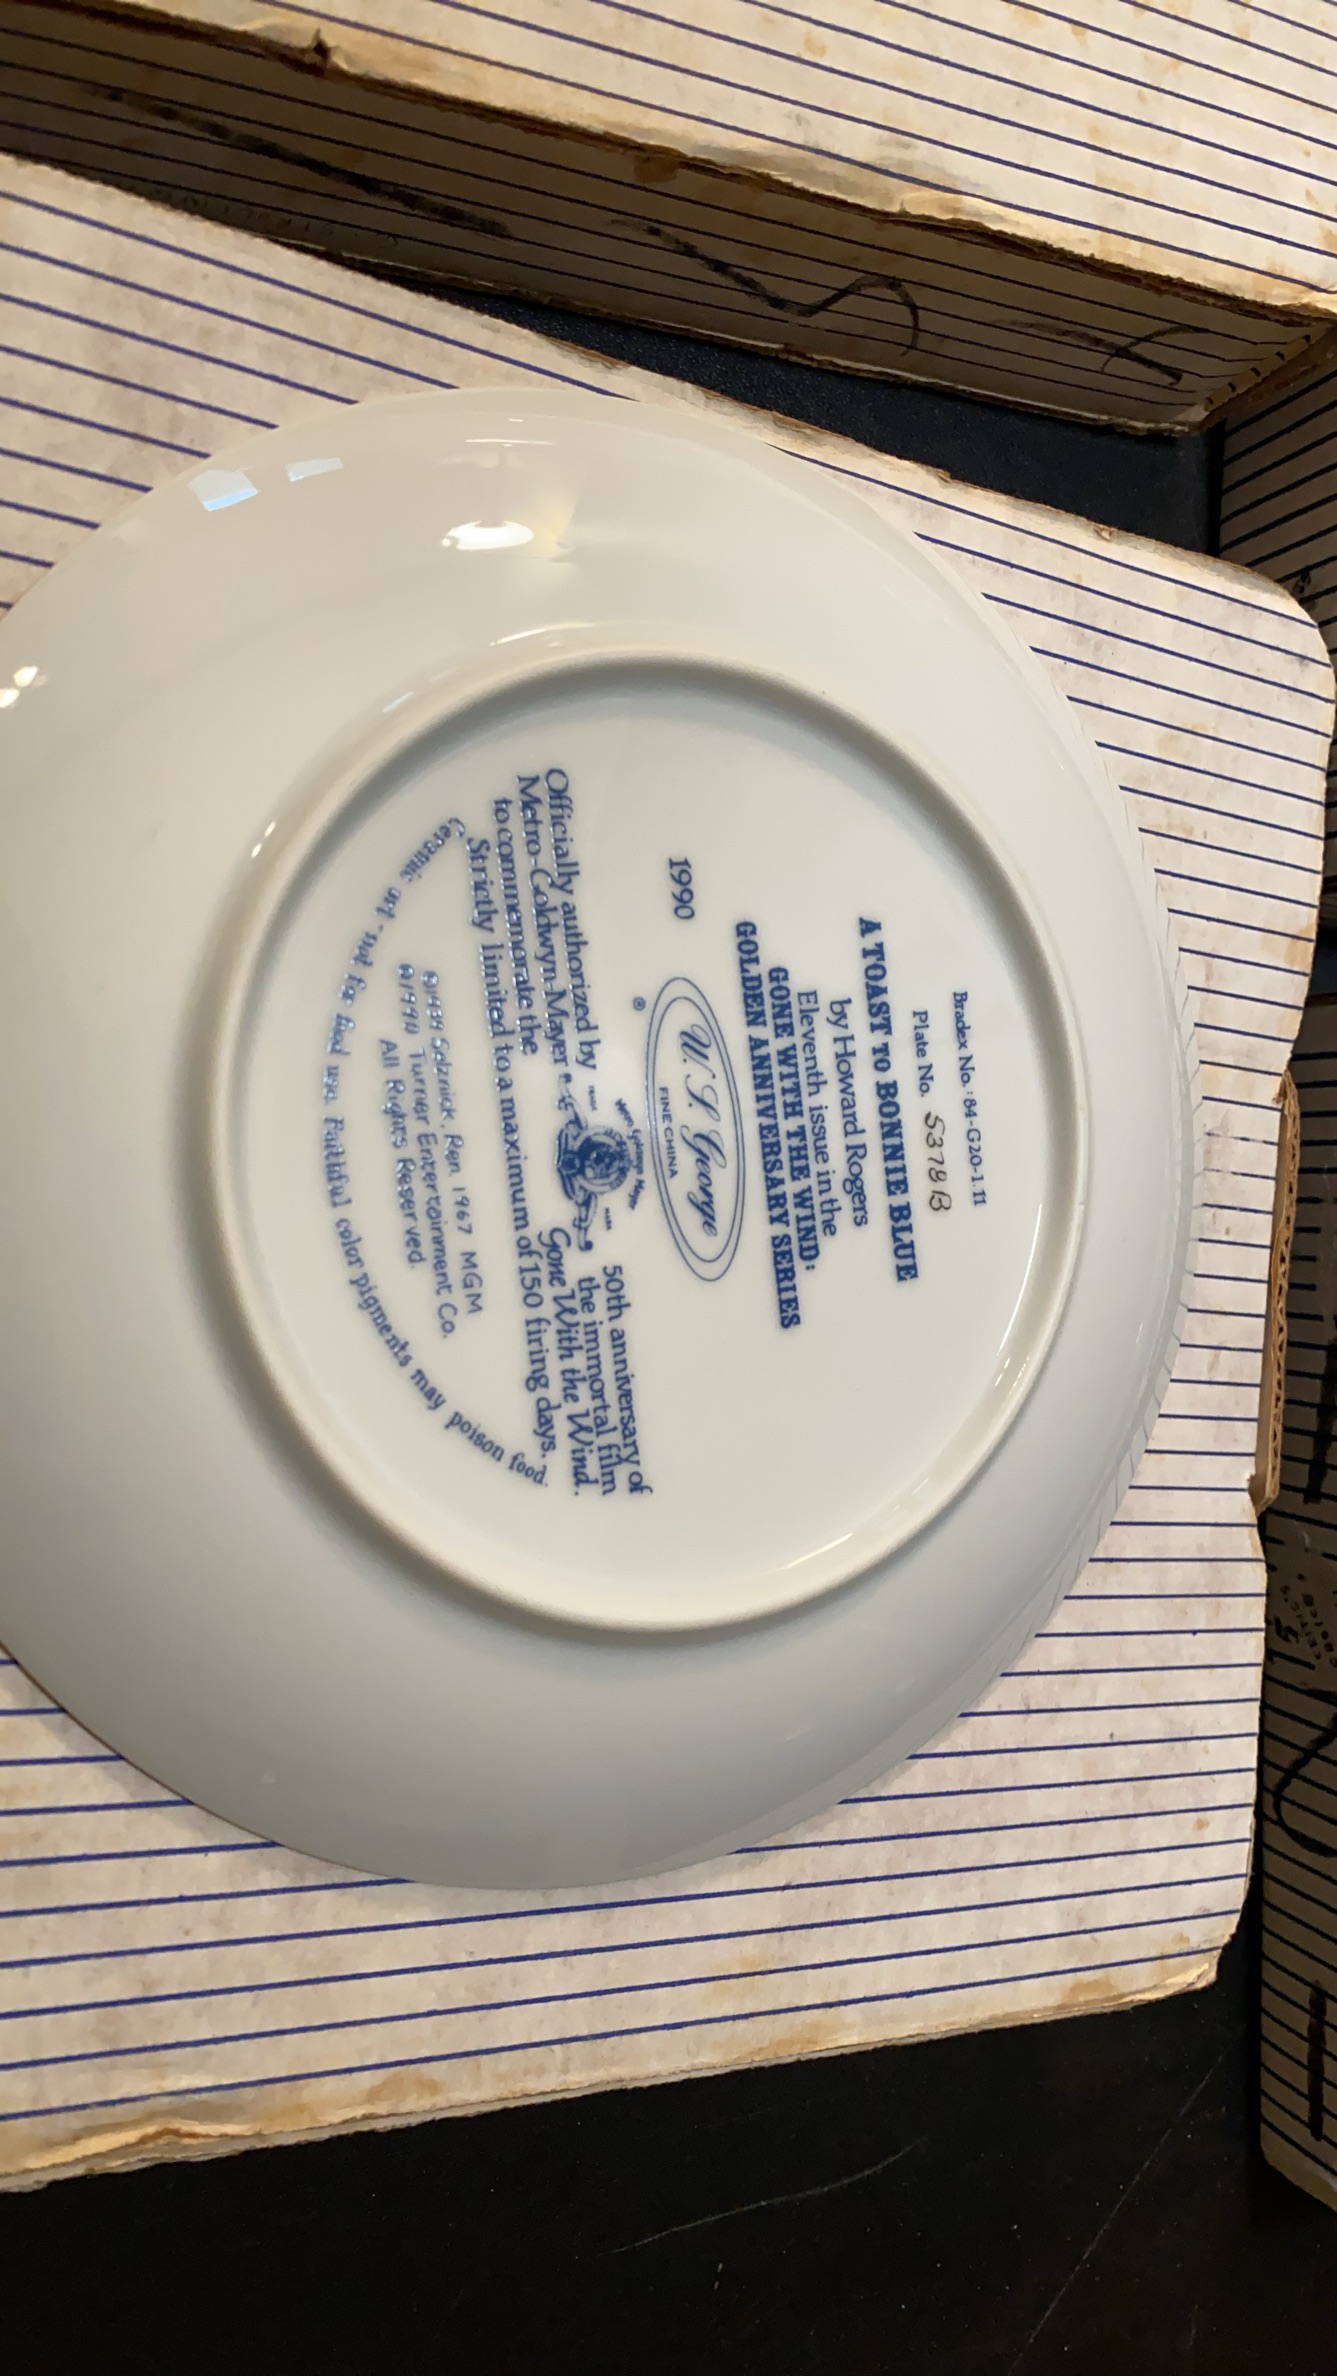 Bradex No.: 84-G20-1.11
Plate No. 5378B
A TOAST TO BONNIE BLUE
by Howard Rogers
Eleventh issue in the
GONE WITH THE WIND:
GOLDEN ANNIVERSARY SERIES
1990
W. S. George
FINE CHINA
®
Officially authorized by
Metro-Goldwyn-Mayer
to commemorate the
50th anniversary of
the immortal film
Gone With the Wind.
Strictly limited to a maximum of 150 firing days.
©1939 Selznick, Ren. 1967 MGM
©1990 Turner Entertainment Co.
All Rights Reserved.
Ceramic art - not for food use. Faithful color pigments may poison food.